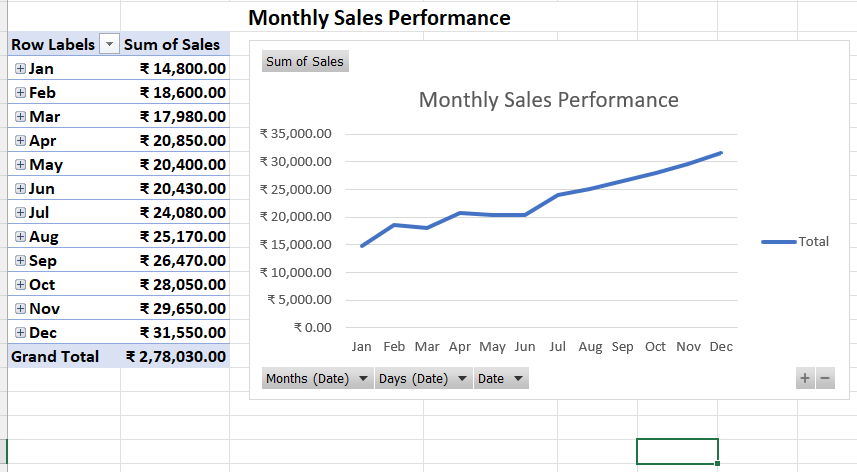 Monthly Sales Performance
Row Labels Sum of Sales
Jan ₹ 14,800.00
Feb ₹ 18,600.00
Mar ₹ 17,980.00
Apr ₹ 20,850.00
May ₹ 20,400.00
Jun ₹ 20,430.00
Jul ₹ 24,080.00
Aug ₹ 25,170.00
Sep ₹ 26,470.00
Oct ₹ 28,050.00
Nov ₹ 29,650.00
Dec ₹ 31,550.00
Grand Total ₹ 2,78,030.00
Sum of Sales
Monthly Sales Performance
₹ 35,000.00
₹ 30,000.00
₹ 25,000.00
₹ 20,000.00
₹ 15,000.00
₹ 10,000.00
₹ 5,000.00
₹ 0.00
Jan Feb Mar Apr May Jun Jul Aug Sep Oct Nov Dec
Total
Months (Date) Days (Date) Date